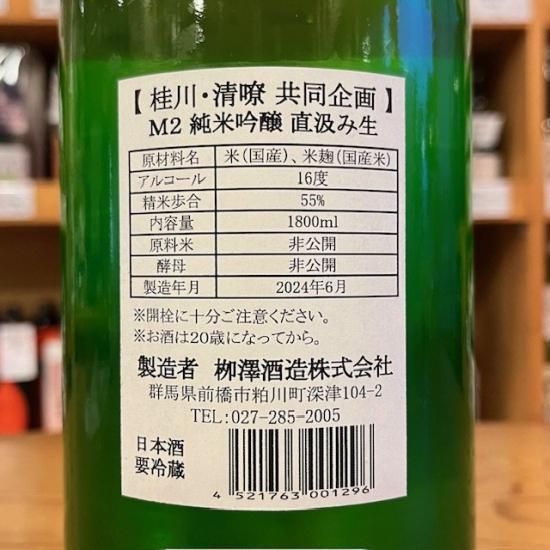 【 桂川・清嘹 共同企画 】
M2 純米吟醸 直汲み生
原材料名 米(国産)、米麹(国産米)
アルコール 16度
精米歩合 55%
内容量 1800ml
原料米 非公開
酵母 非公開
製造年月 2024年6月
※開栓に十分ご注意ください。
※お酒は20歳になってから。
製造者 栁澤酒造株式会社
群馬県前橋市粕川町深津104-2
TEL:027-285-2005
日本酒
要冷蔵
4 521763 001296